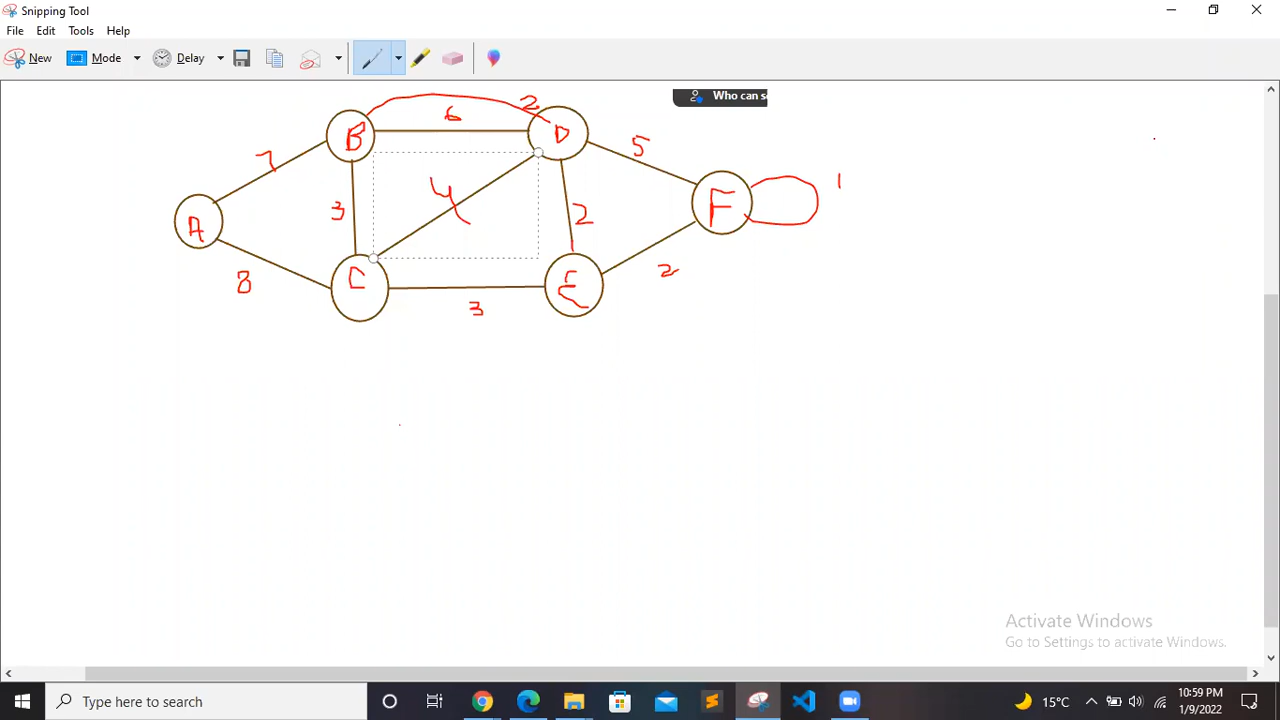 Snipping Tool
File Edit Tools Help
New Mode Delay
Who can s
B 6 2 D
7 5
A 3 4 2 F 1
8 C 3 E 2
Activate Windows
Go to Settings to activate Windows.
Type here to search
15°C
10:59 PM
1/9/2022